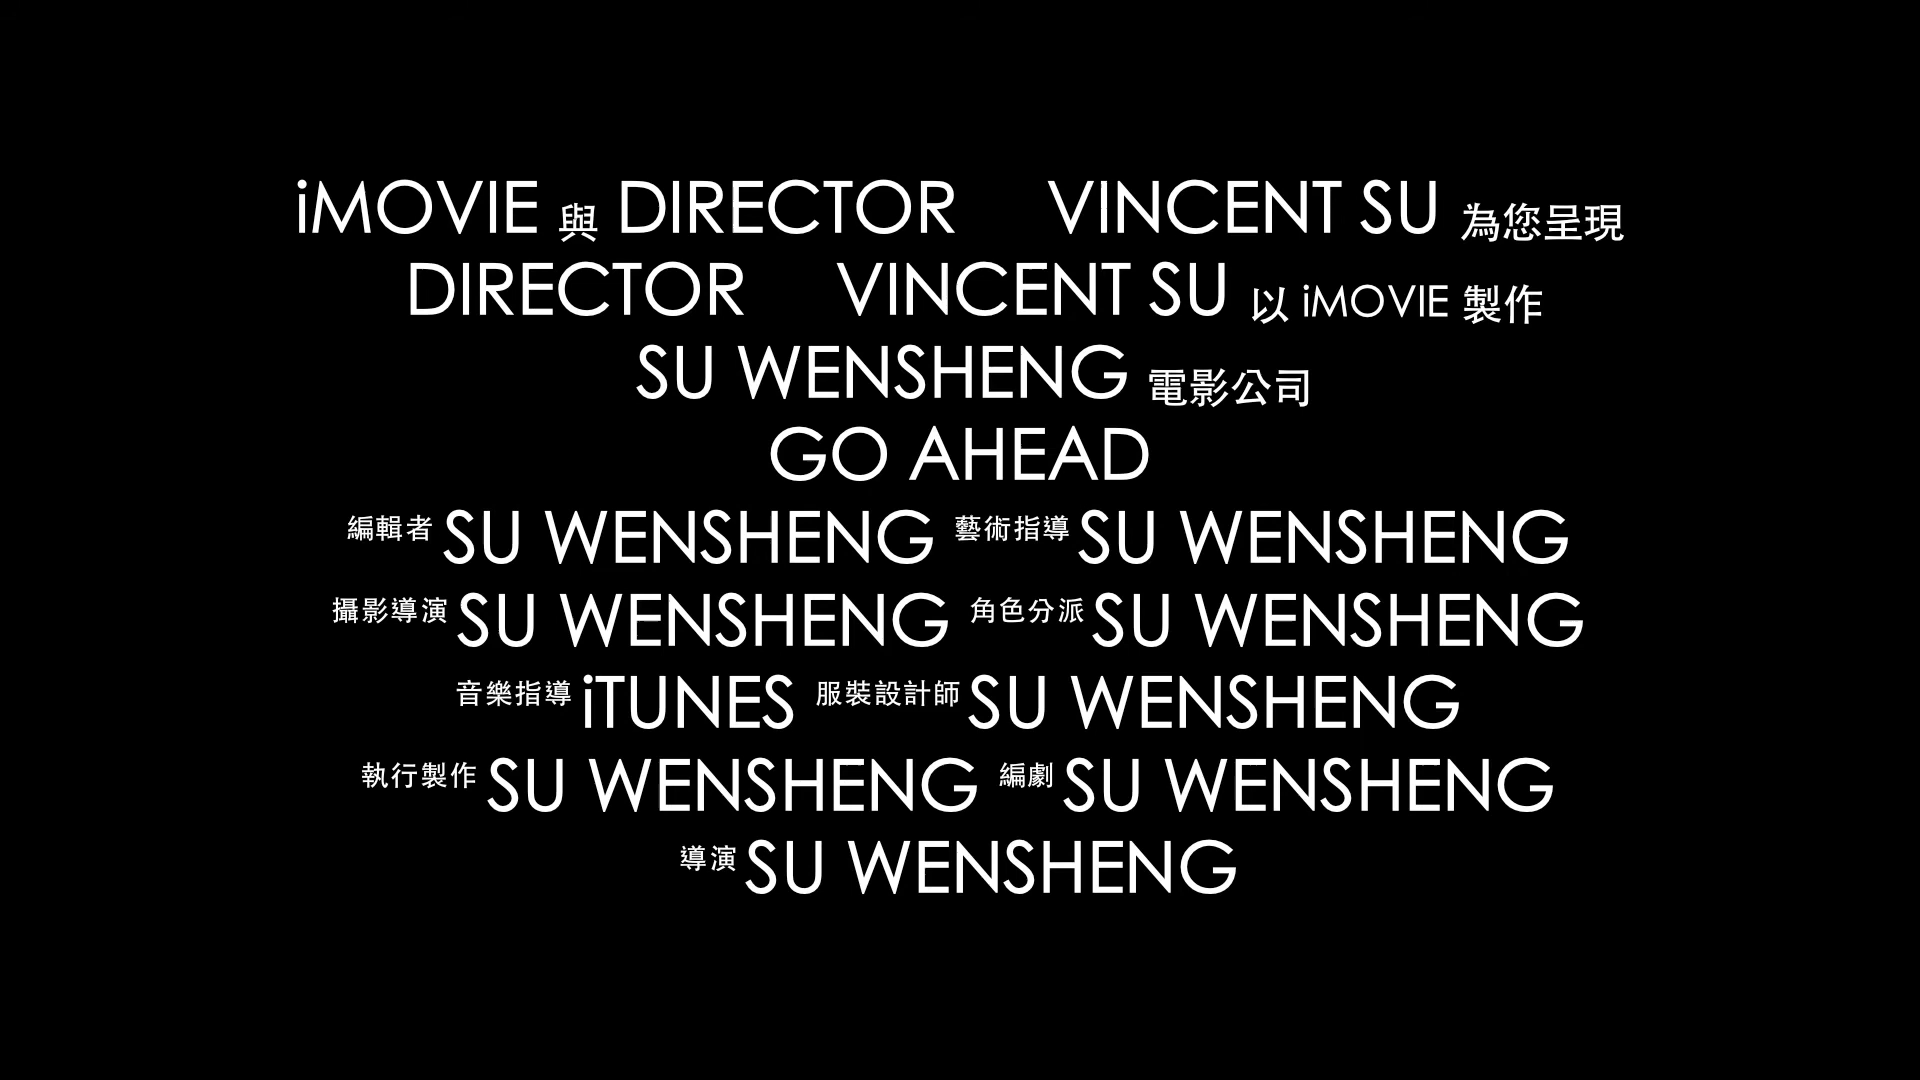 iMOVIE 與 DIRECTOR VINCENT SU 為您呈現
DIRECTOR VINCENT SU 以 iMOVIE 製作
SU WENSHENG 電影公司
GO AHEAD
編輯者 SU WENSHENG 藝術指導 SU WENSHENG
攝影導演 SU WENSHENG 角色分派 SU WENSHENG
音樂指導 iTUNES 服裝設計師 SU WENSHENG
執行製作 SU WENSHENG 編劇 SU WENSHENG
導演 SU WENSHENG